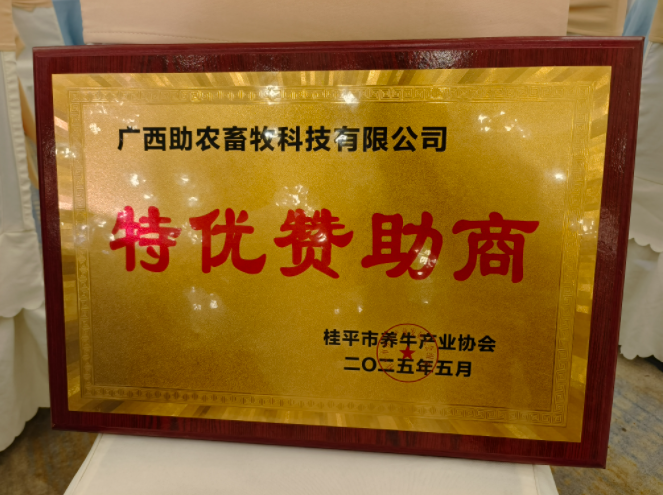 广西助农畜牧科技有限公司
特优赞助商
桂平市养牛产业协会
二〇二五年五月